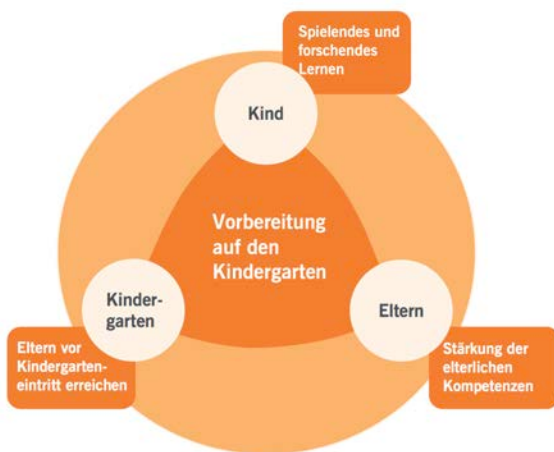 Spielendes und
forschendes
Lernen
Kind
Vorbereitung
auf den
Kindergarten
Kinder-
garten
Eltern
Eltern vor
Kindergarten-
eintritt erreichen
Stärkung der
elterlichen
Kompetenzen